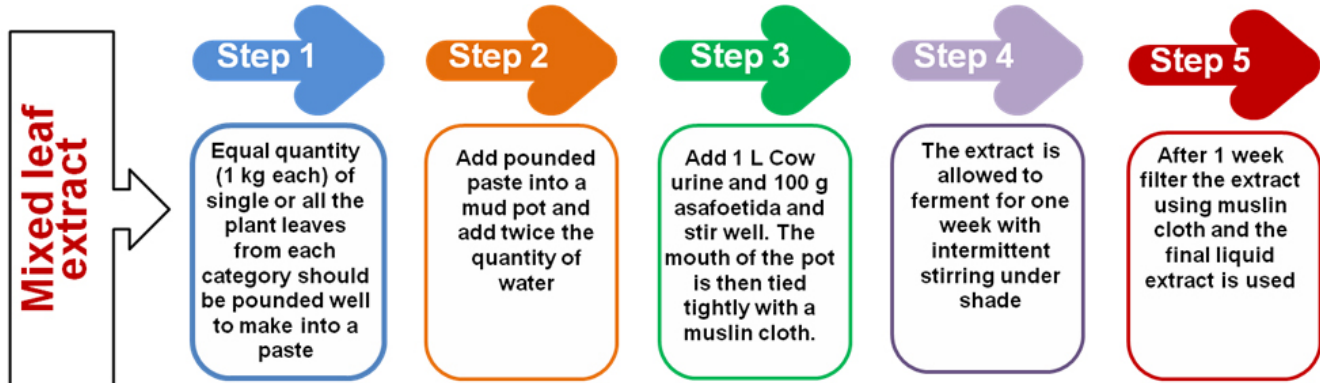 Mixed leaf
extract
Step 1
Equal quantity
(1 kg each) of
single or all the
plant leaves
from each
category should
be pounded well
to make into a
paste
Step 2
Add pounded
paste into a
mud pot and
add twice the
quantity of
water
Step 3
Add 1 L Cow
urine and 100 g
asafoetida and
stir well. The
mouth of the pot
is then tied
tightly with a
muslin cloth.
Step 4
The extract is
allowed to
ferment for one
week with
intermittent
stirring under
shade
Step 5
After 1 week
filter the extract
using muslin
cloth and the
final liquid
extract is used